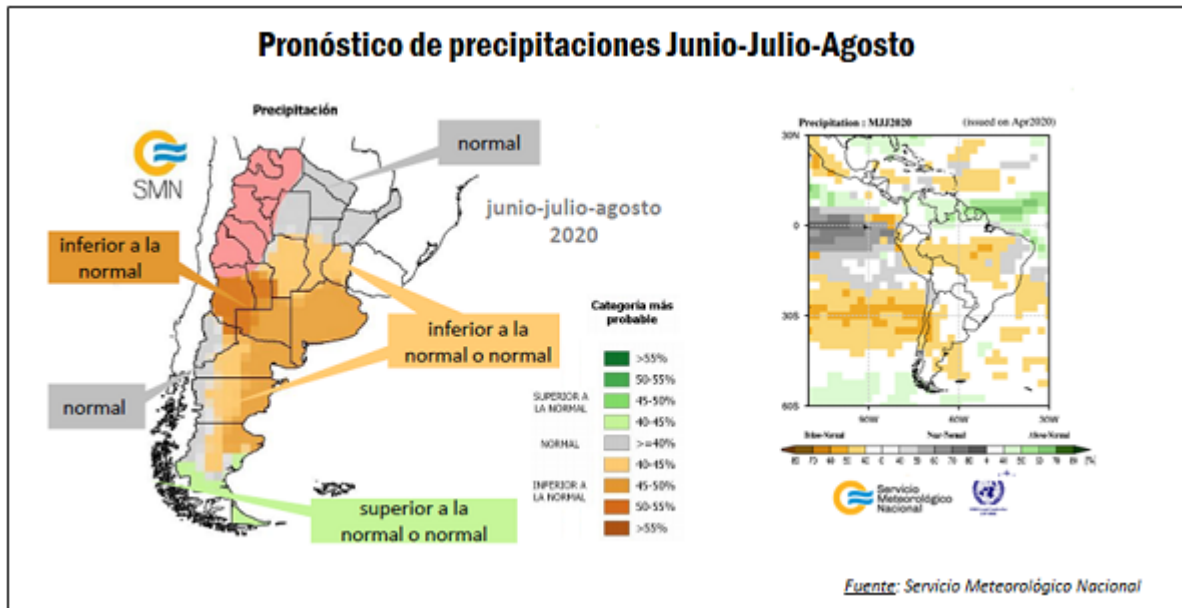 Pronóstico de precipitaciones Junio-Julio-Agosto
Precipitación
SMN
normal
junio-julio-agosto
2020
inferior a la
normal
inferior a la
normal o normal
normal
superior a la
normal o normal
Categoría más
probable
>55%
50-55%
SUPERIOR A
LA NORMAL
45-50%
40-45%
NORMAL
>=40%
40-45%
INFERIOR A
LA NORMAL
45-50%
50-55%
>55%
Precipitation : MJJ2020 (issued on Apr2020)
30N
0
30S
60S
90W 60W 30W
Below-Normal Near-Normal Above-Normal
Servicio
Meteorológico
Nacional
Fuente: Servicio Meteorológico Nacional